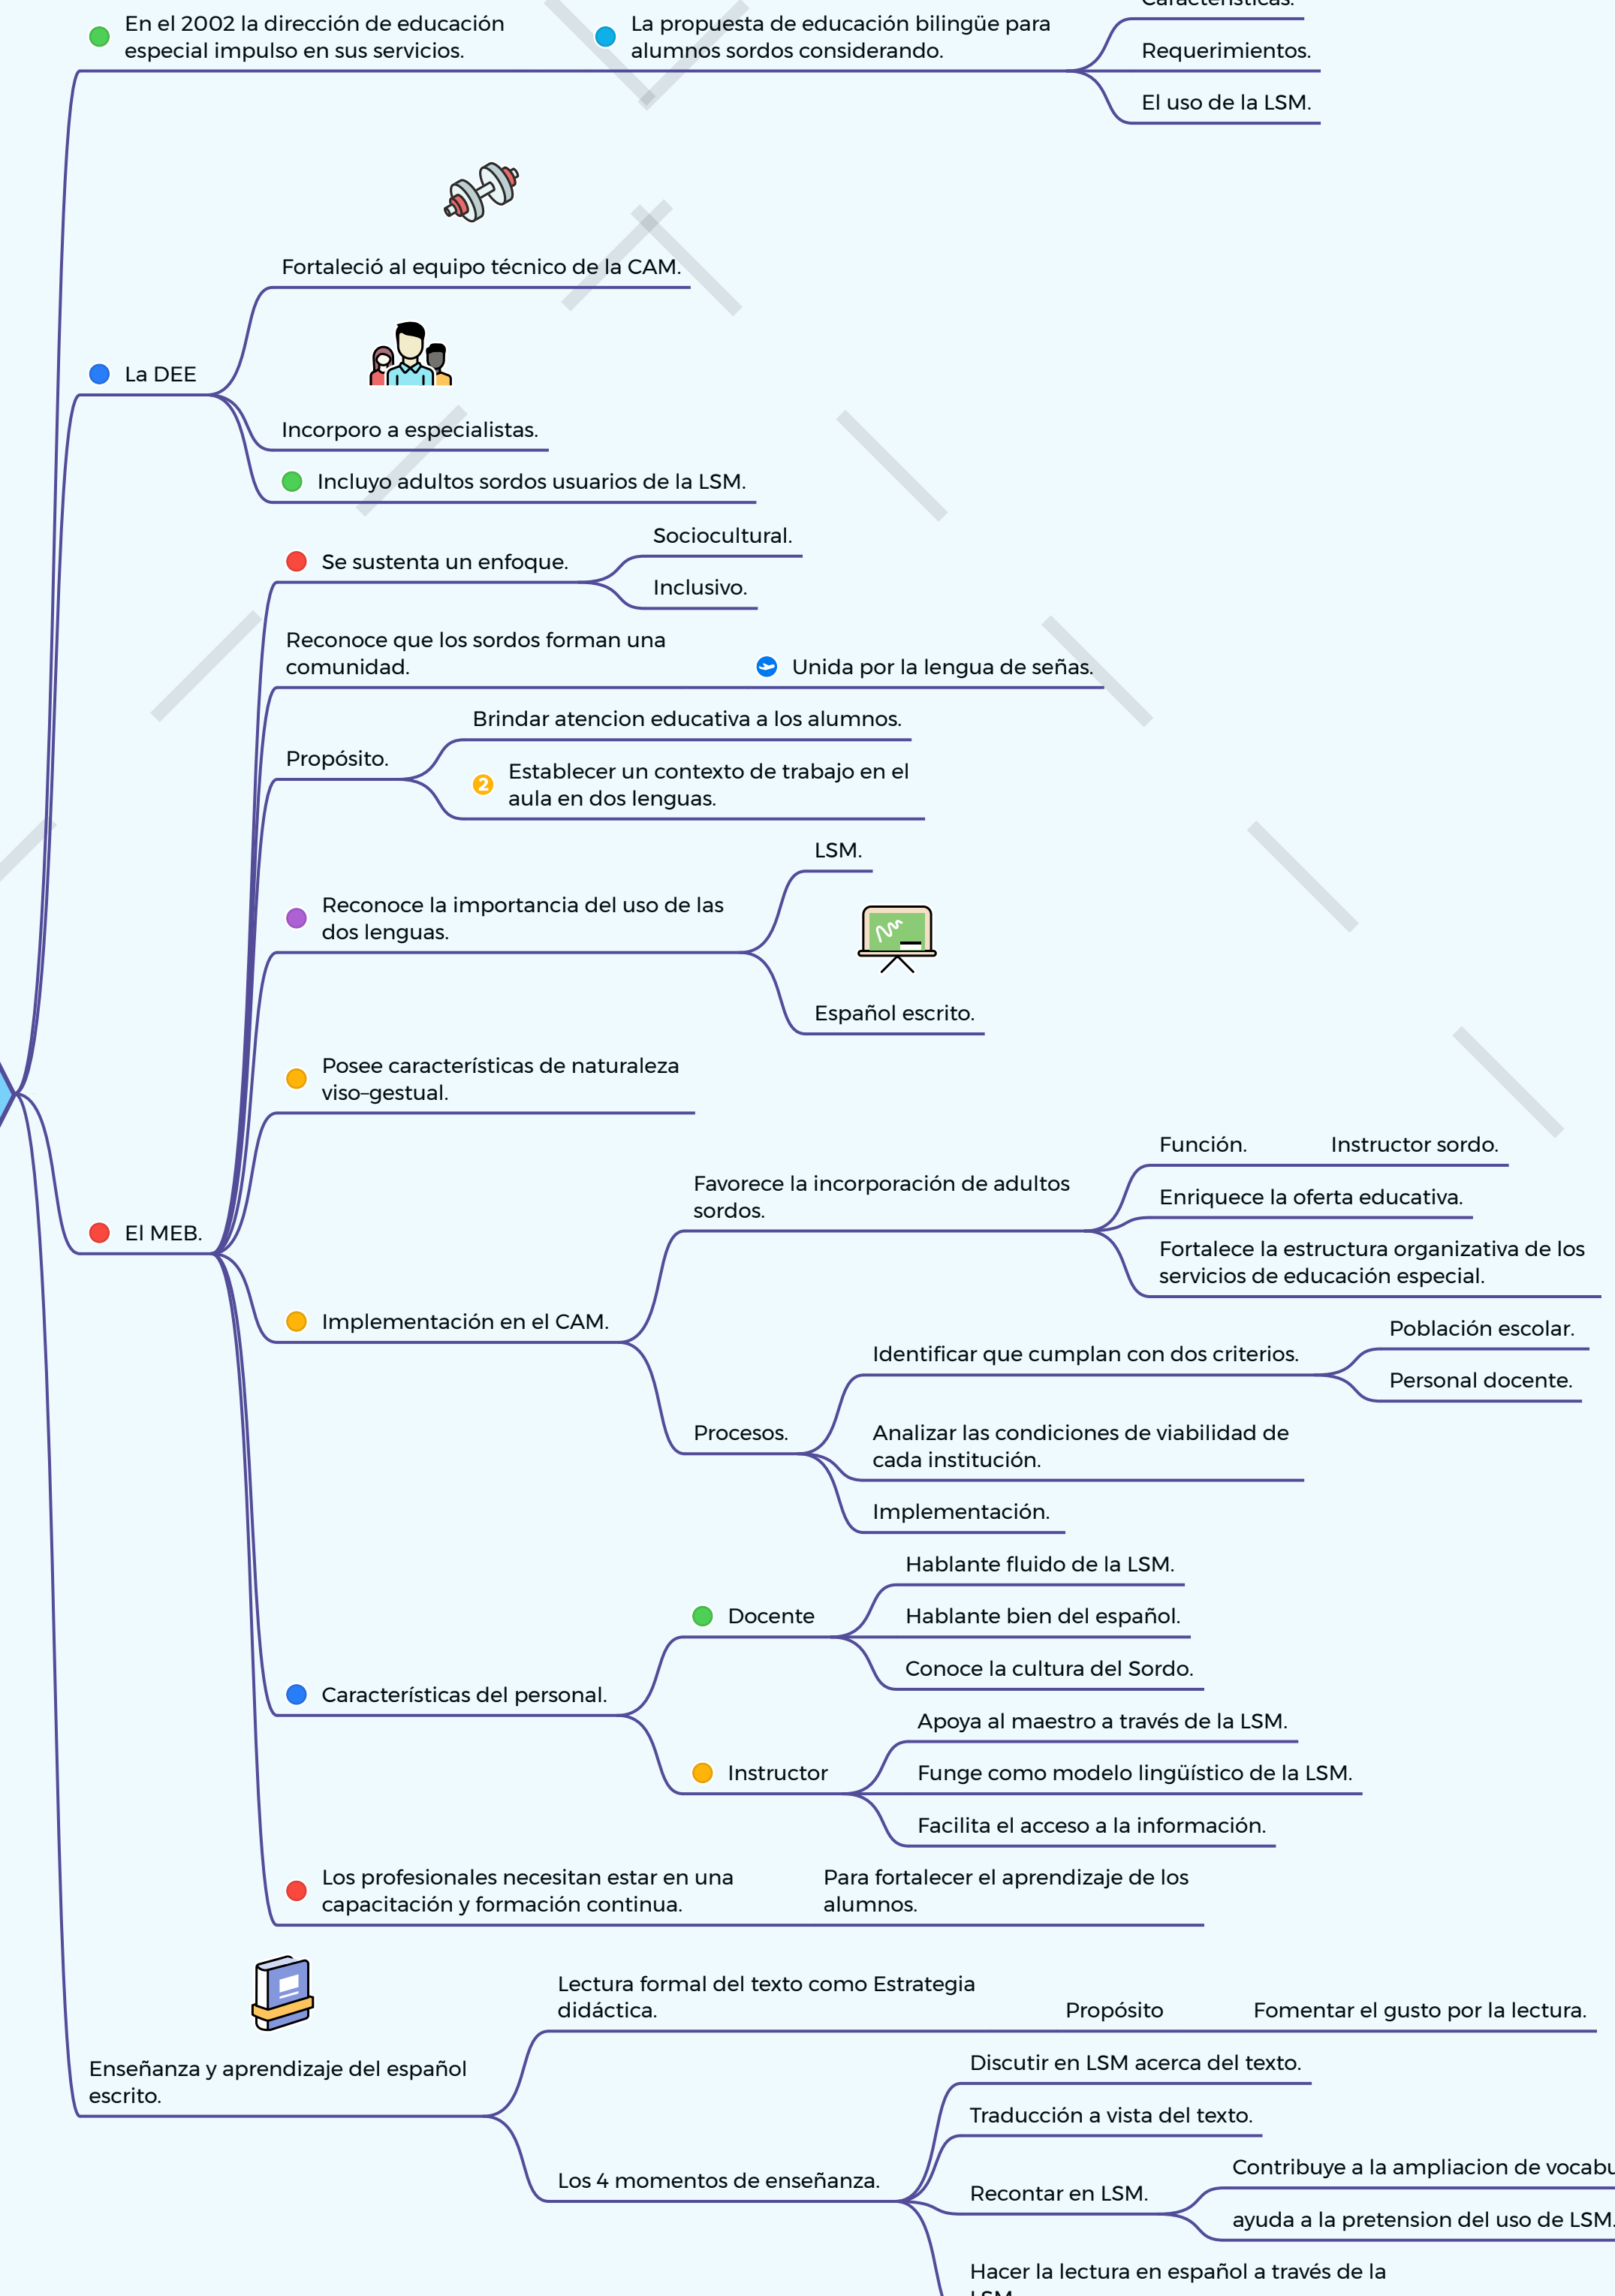 Características.
En el 2002 la dirección de educación
especial impulso en sus servicios.
La propuesta de educación bilingüe para
alumnos sordos considerando.
Requerimientos.
El uso de la LSM.
Fortaleció al equipo técnico de la CAM.
La DEE
Incorporo a especialistas.
Incluyo adultos sordos usuarios de la LSM.
Se sustenta un enfoque.
Sociocultural.
Inclusivo.
Reconoce que los sordos forman una
comunidad.
Unida por la lengua de señas.
Propósito.
Brindar atencion educativa a los alumnos.
2
Establecer un contexto de trabajo en el
aula en dos lenguas.
Reconoce la importancia del uso de las
dos lenguas.
LSM.
Español escrito.
Posee características de naturaleza
viso-gestual.
El MEB.
Implementación en el CAM.
Favorece la incorporación de adultos
sordos.
Función.
Instructor sordo.
Enriquece la oferta educativa.
Fortalece la estructura organizativa de los
servicios de educación especial.
Procesos.
Identificar que cumplan con dos criterios.
Población escolar.
Personal docente.
Analizar las condiciones de viabilidad de
cada institución.
Implementación.
Características del personal.
Docente
Hablante fluido de la LSM.
Hablante bien del español.
Conoce la cultura del Sordo.
Instructor
Apoya al maestro a través de la LSM.
Funge como modelo lingüístico de la LSM.
Facilita el acceso a la información.
Los profesionales necesitan estar en una
capacitación y formación continua.
Para fortalecer el aprendizaje de los
alumnos.
Enseñanza y aprendizaje del español
escrito.
Lectura formal del texto como Estrategia
didáctica.
Propósito
Fomentar el gusto por la lectura.
Los 4 momentos de enseñanza.
Discutir en LSM acerca del texto.
Traducción a vista del texto.
Recontar en LSM.
Contribuye a la ampliacion de vocabu
ayuda a la pretension del uso de LSM.
Hacer la lectura en español a través de la
LSM.